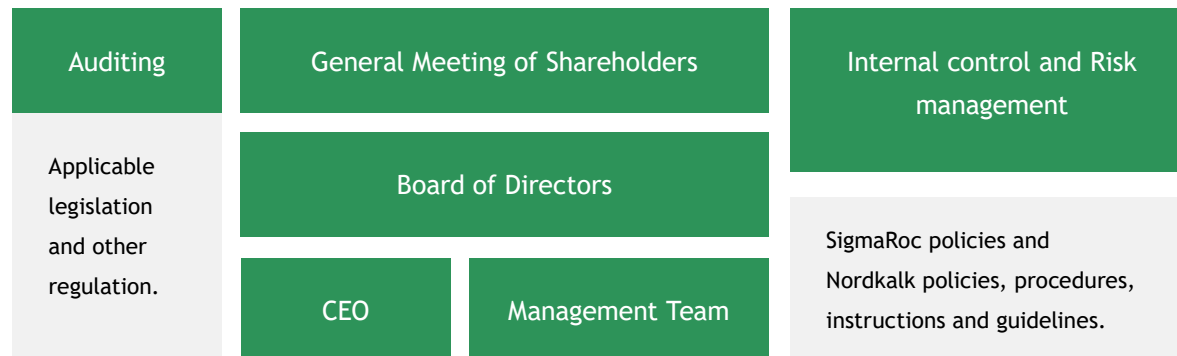 Auditing
Applicable
legislation
and other
regulation.
General Meeting of Shareholders
Board of Directors
CEO
Management Team
Internal control and Risk
management
SigmaRoc policies and
Nordkalk policies, procedures,
instructions and guidelines.